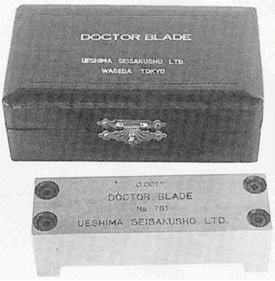 DOCTOR BLADE
UESHIMA SEISAKUSHO LTD.
WASEDA TOKYO
0.001"
DOCTOR BLADE
No 761
UESHIMA SEISAKUSHO LTD.